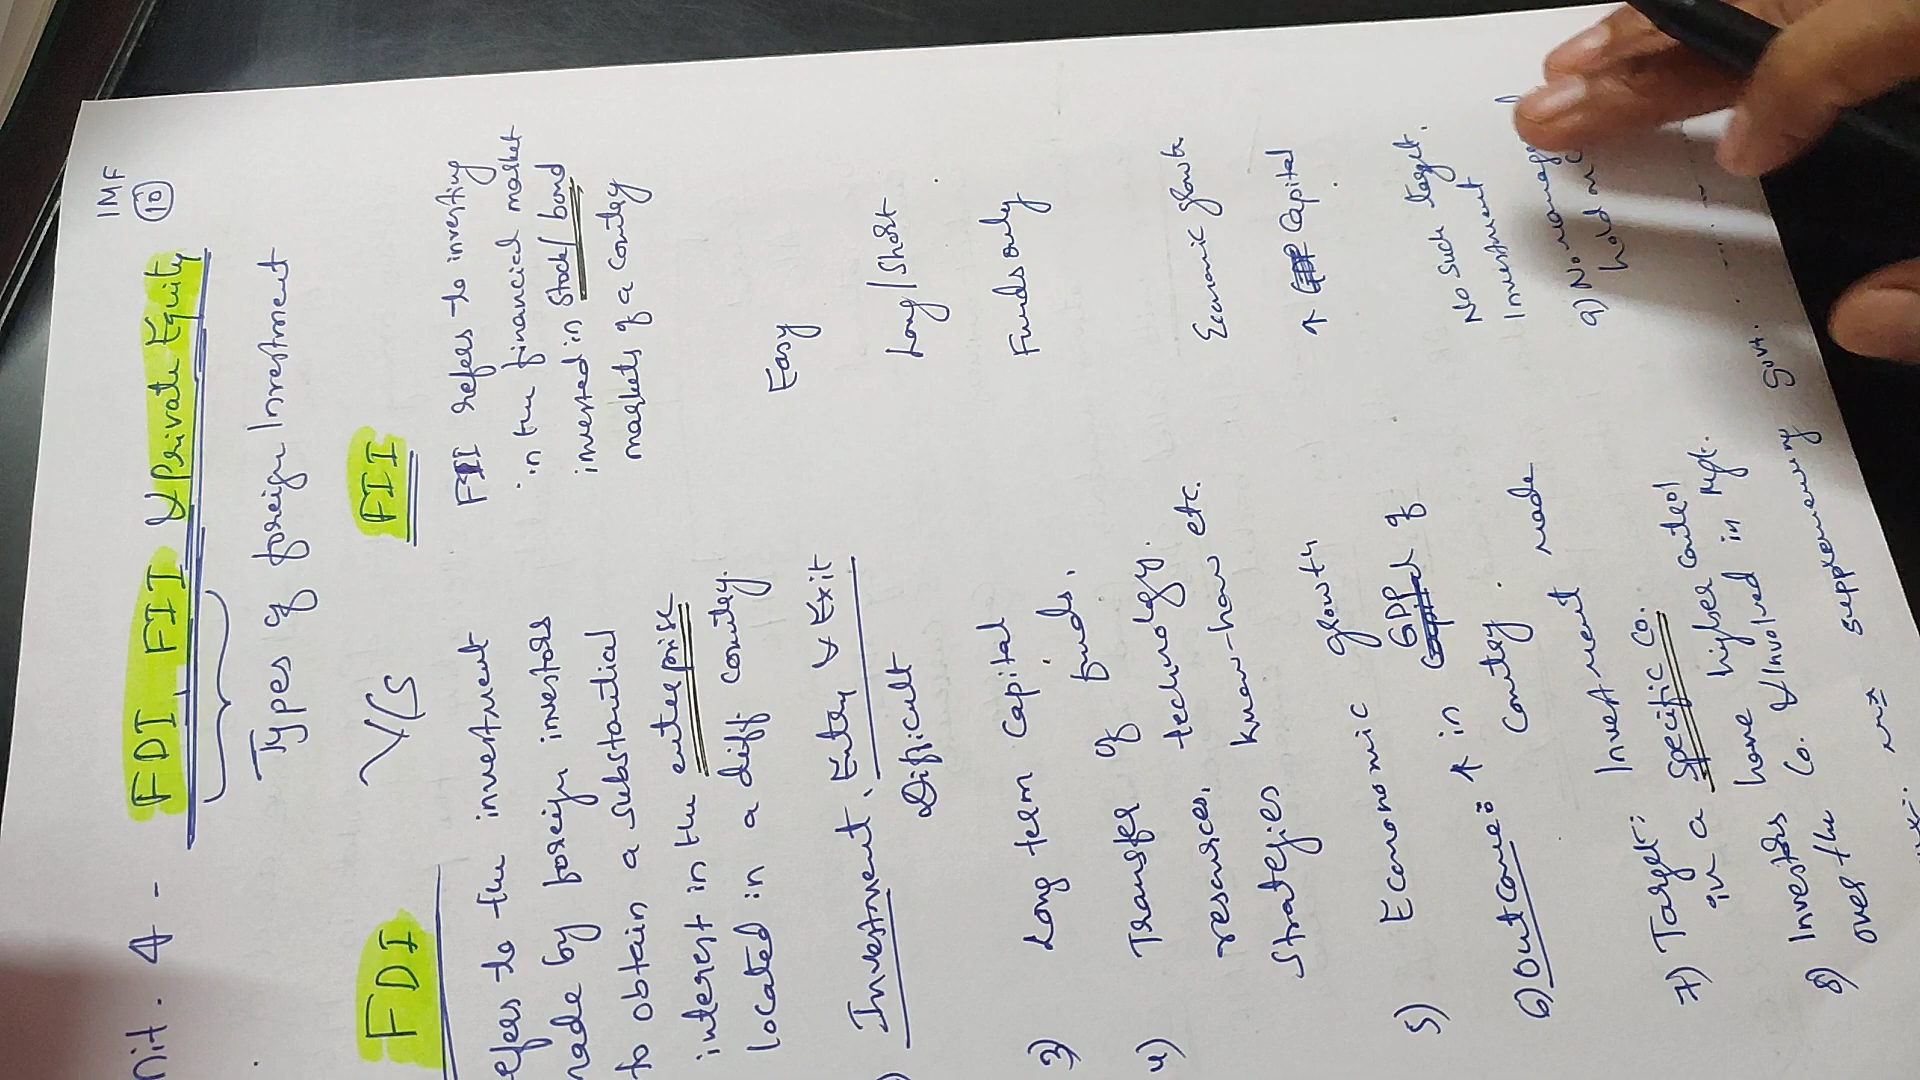 IMF
10
nit. 4 - FDI, FII & Private Equity
Types of foreign Investment
FDI V/S FII
efers to the investment
made by foreign investors
to obtain a substantial
interest in the enterprise
located in a diff country.
FII refers to investing
in the financial market
invested in Stock/bond
markets of a country
) Investment. Entry & Exit
Difficult
Easy
3) Long term capital
Long/Short
4) Transfer of funds,
resources, technology.
Strategies know-how etc.
Funds only
5) Economic growth
Economic growth
6) Outcome: ↑ in GDP of
Country.
↑ Capital
7) Target: Investment made
in a specific Co.
No such target.
Investment
8) Investors have higher control
over the Co. & Involved in Mgt.
9) No
hold
Govt.